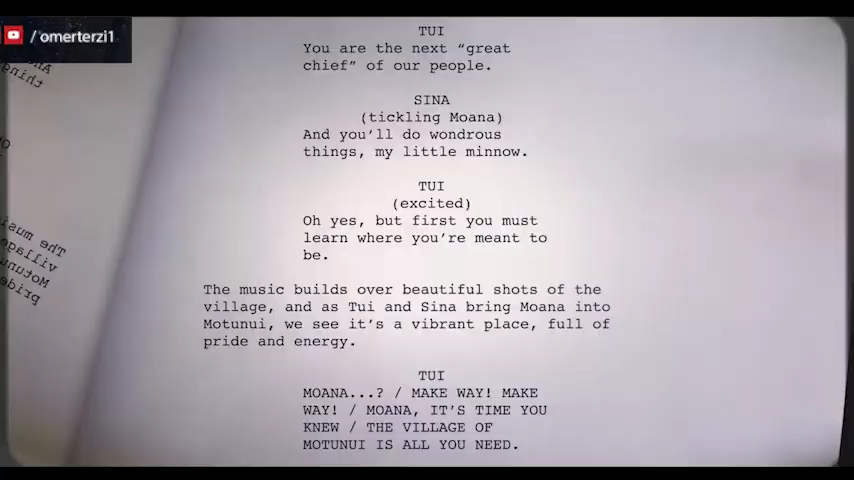 / omerterzi1
TUI
You are the next “great
chief” of our people.
SINA
(tickling Moana)
And you’ll do wondrous
things, my little minnow.
TUI
(excited)
Oh yes, but first you must
learn where you’re meant to
be.
The music builds over beautiful shots of the
village, and as Tui and Sina bring Moana into
Motunui, we see it’s a vibrant place, full of
pride and energy.
TUI
MOANA...? / MAKE WAY! MAKE
WAY! / MOANA, IT’S TIME YOU
KNEW / THE VILLAGE OF
MOTUNUI IS ALL YOU NEED.